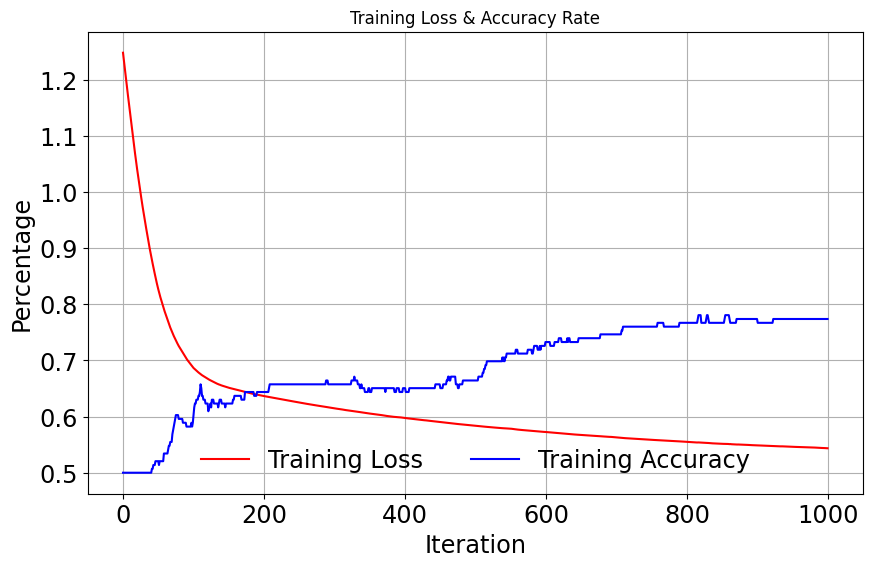 Training Loss & Accuracy Rate
Percentage
1.2
1.1
1.0
0.9
0.8
0.7
0.6
0.5
Training Loss
Training Accuracy
0 200 400 600 800 1000
Iteration